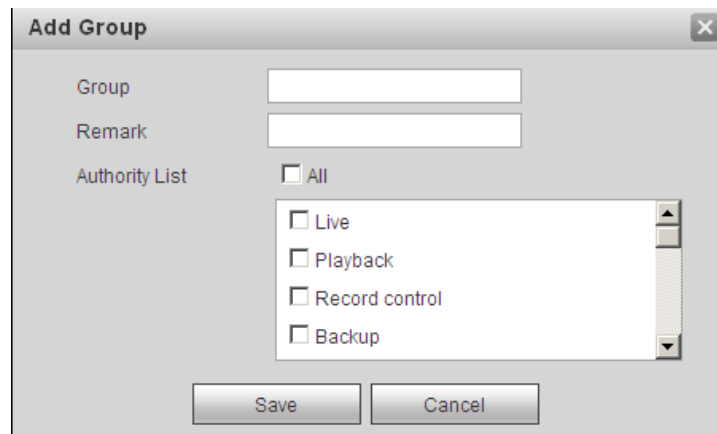 Add Group
Group
Remark
Authority List
All
Live
Playback
Record control
Backup
Save
Cancel